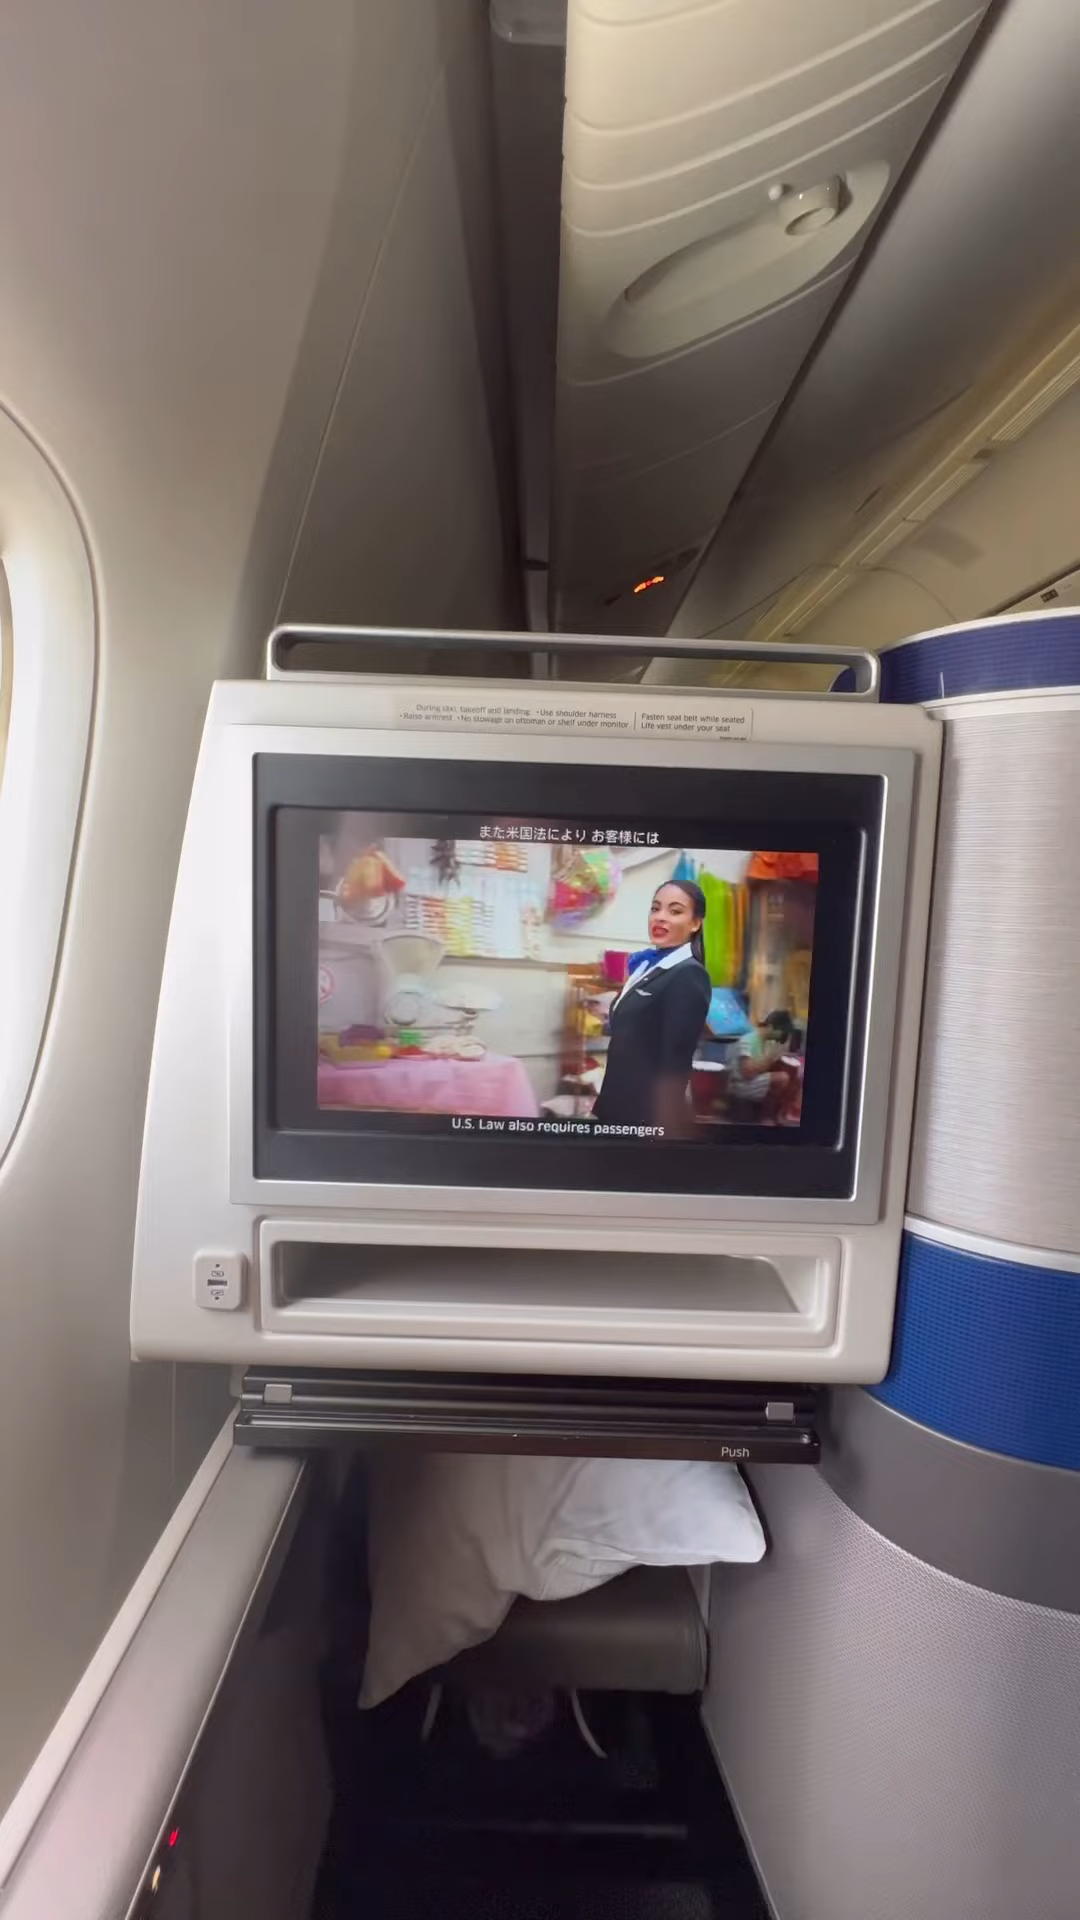 During taxi, takeoff and landing: •Use shoulder harness
•Raise armrest •No stowage on ottoman or shelf under monitor
Fasten seat belt while seated
Life vest under your seat
また米国法により お客様には
U.S. Law also requires passengers
Push